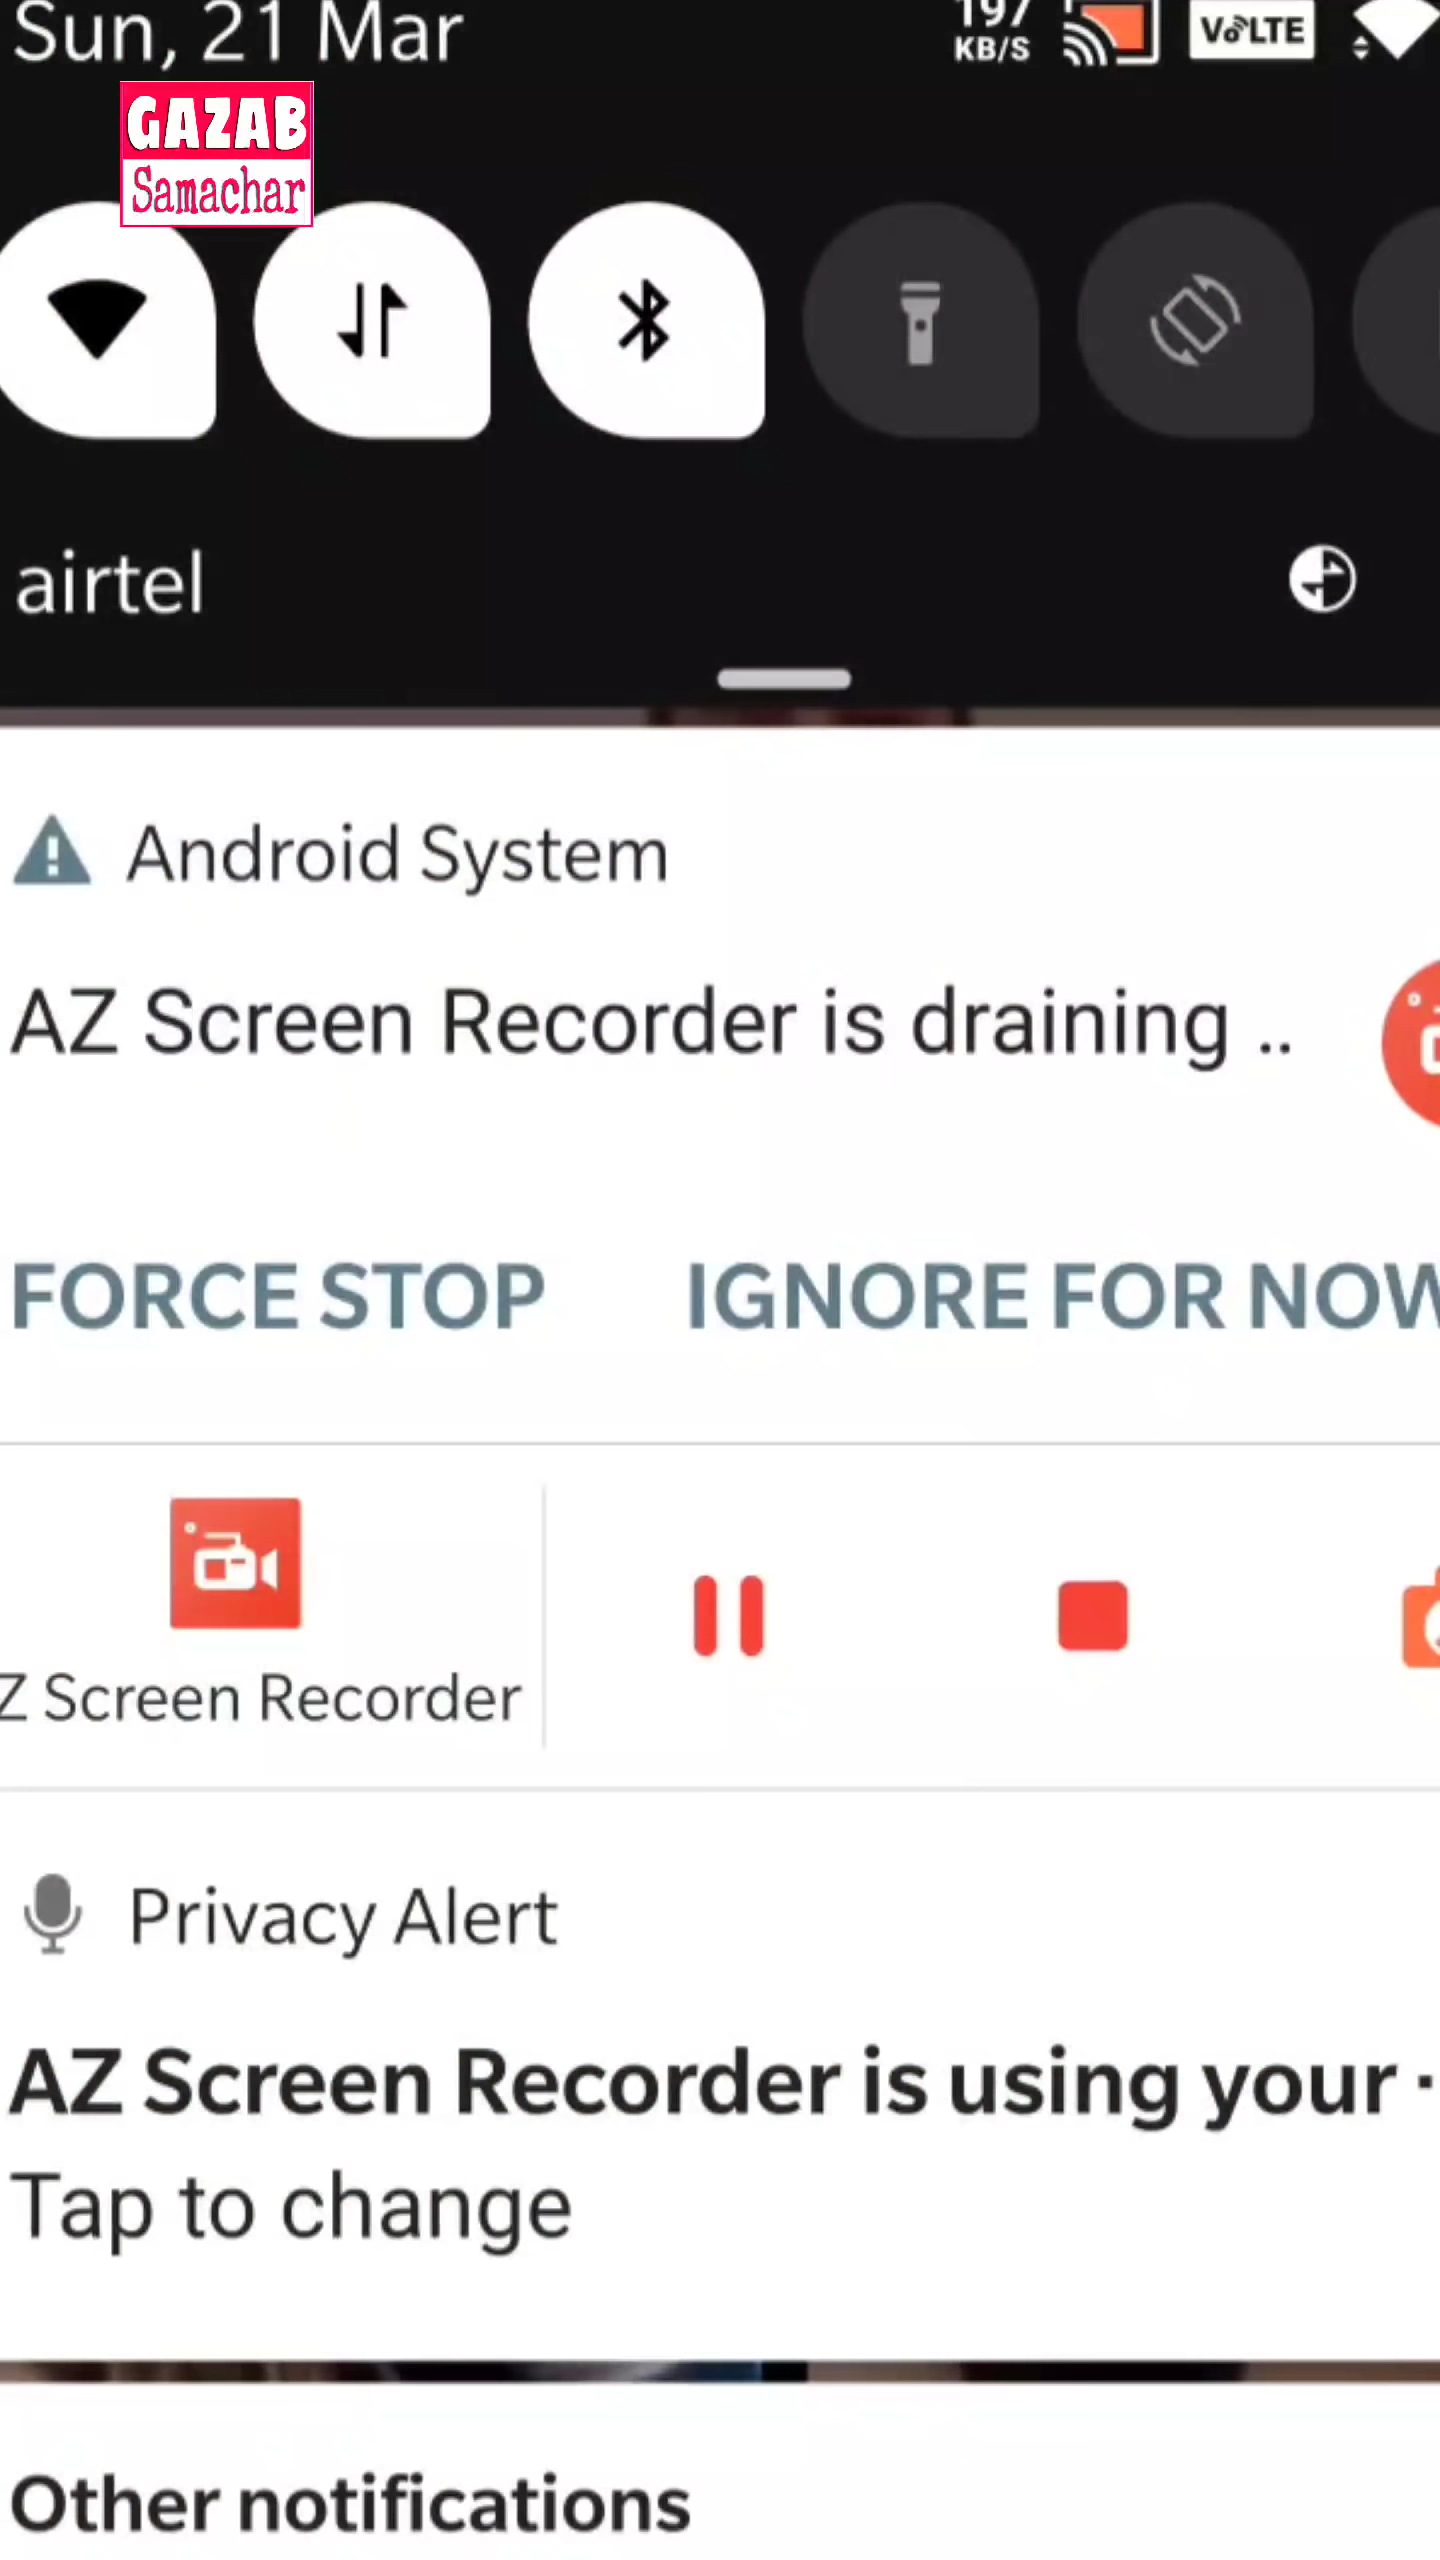 Sun, 21 Mar
197
KB/S
VoLTE
GAZAB
Samachar
airtel
Android System
AZ Screen Recorder is draining ..
FORCE STOP
IGNORE FOR NOW
Z Screen Recorder
Privacy Alert
AZ Screen Recorder is using your ·
Tap to change
Other notifications